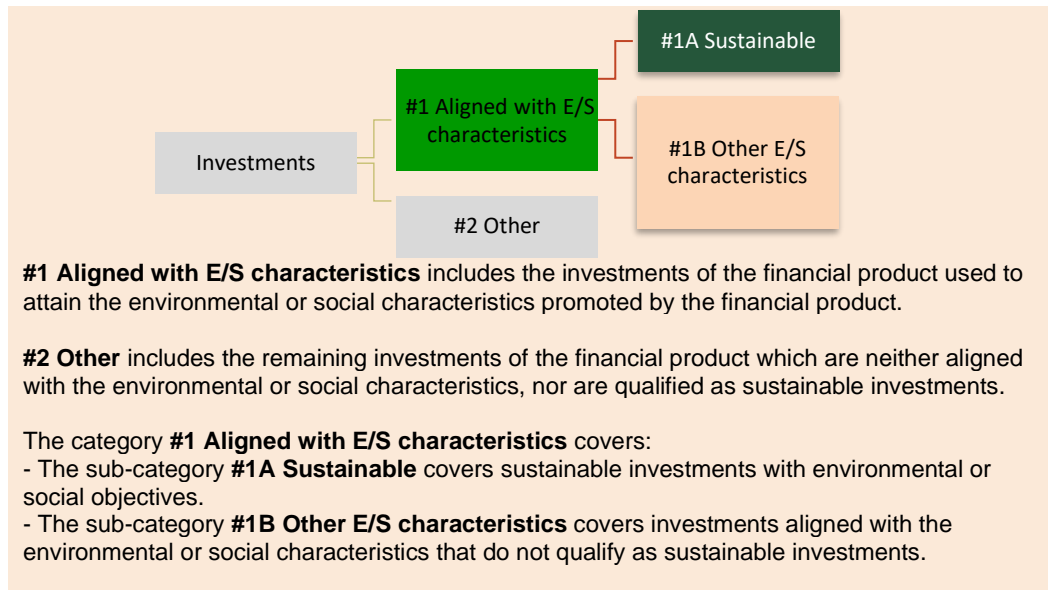 #1A Sustainable
#1 Aligned with E/S
characteristics
#1B Other E/S
characteristics
Investments
#2 Other
#1 Aligned with E/S characteristics includes the investments of the financial product used to
attain the environmental or social characteristics promoted by the financial product.
#2 Other includes the remaining investments of the financial product which are neither aligned
with the environmental or social characteristics, nor are qualified as sustainable investments.
The category #1 Aligned with E/S characteristics covers:
- The sub-category #1A Sustainable covers sustainable investments with environmental or
social objectives.
- The sub-category #1B Other E/S characteristics covers investments aligned with the
environmental or social characteristics that do not qualify as sustainable investments.